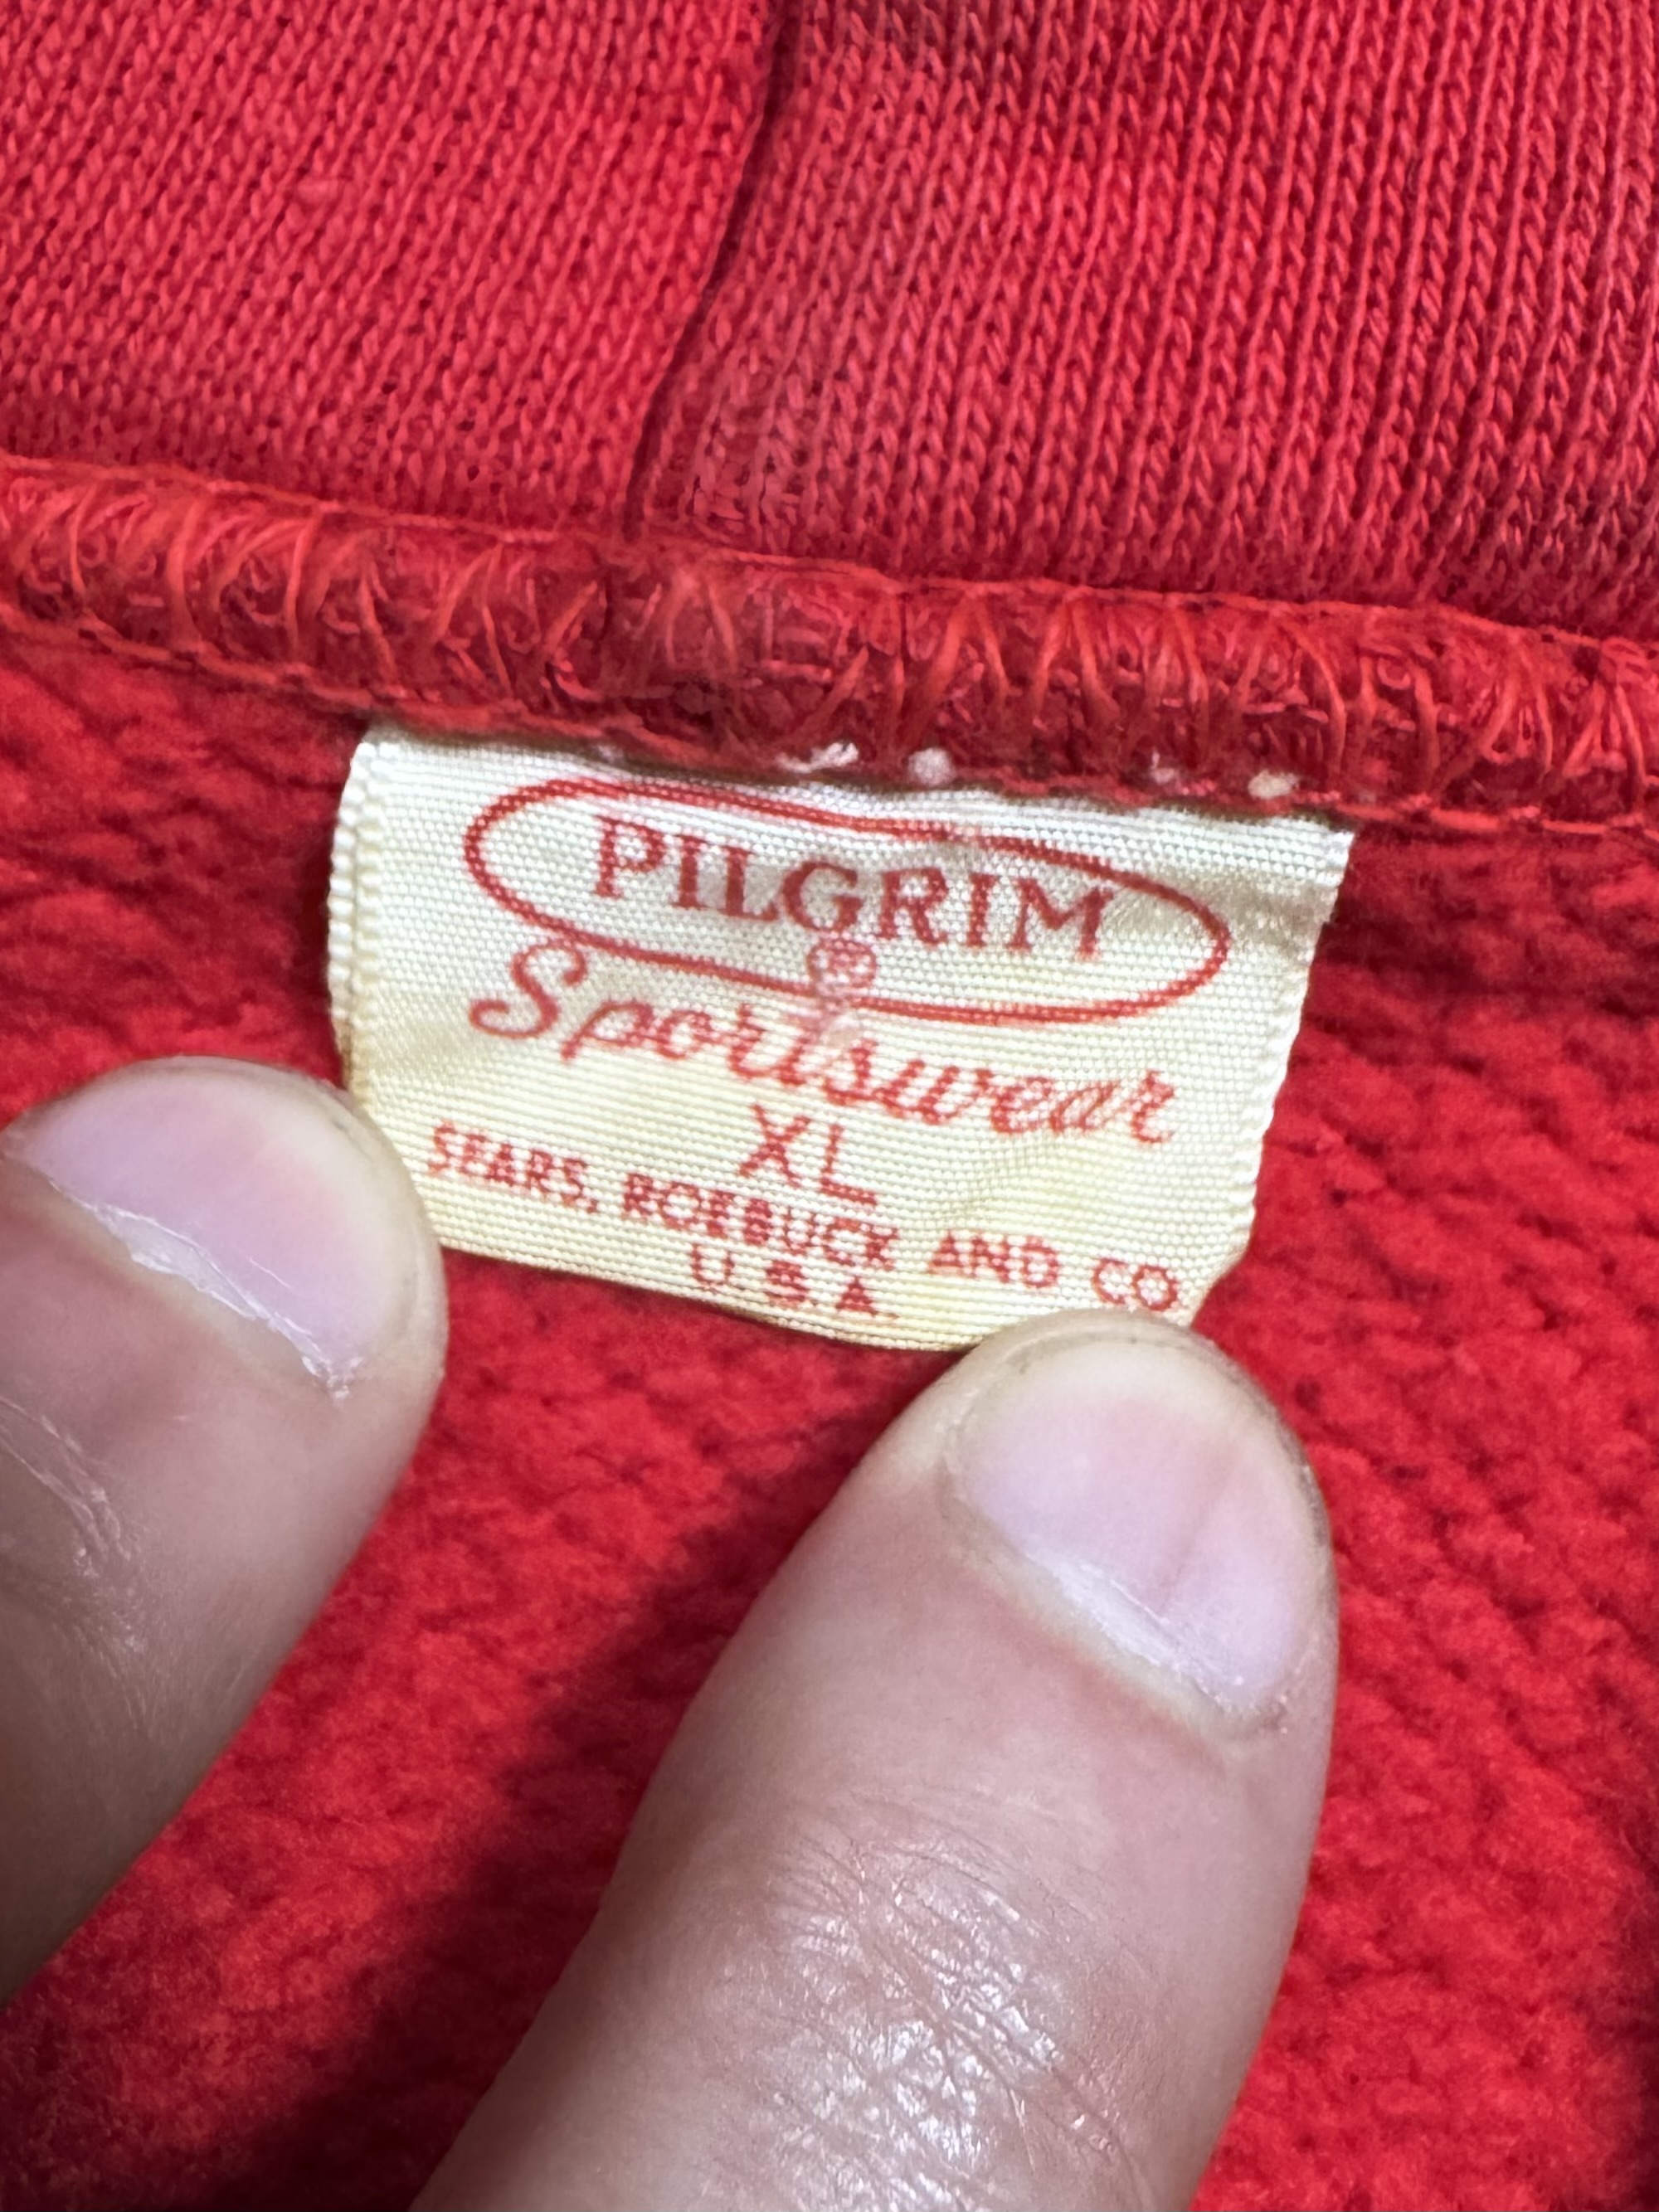 PILGRIM
®
Sportswear
XL
SEARS, ROEBUCK AND CO.
U.S.A.